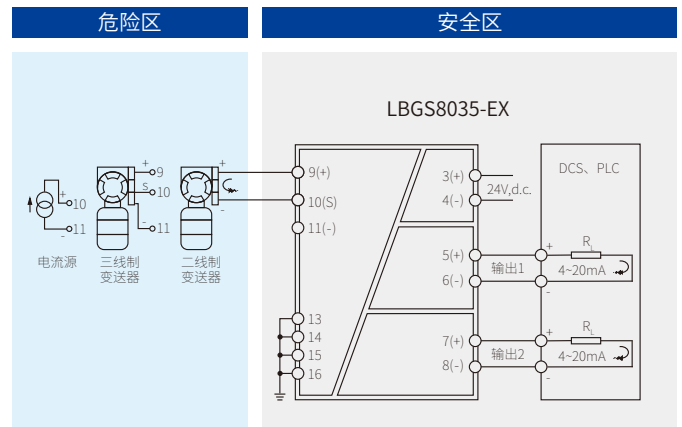 危险区
安全区
LBGS8035-EX
+
9
S
10
-
11
+
10
-
11
+
-
电流源
三线制
变送器
二线制
变送器
9(+)
10(S)
11(-)
13
14
15
16
3(+)
4(-)
24V,d.c.
5(+)
6(-)
输出1
7(+)
8(-)
输出2
DCS、PLC
+
RL
4~20mA
-
+
RL
4~20mA
-